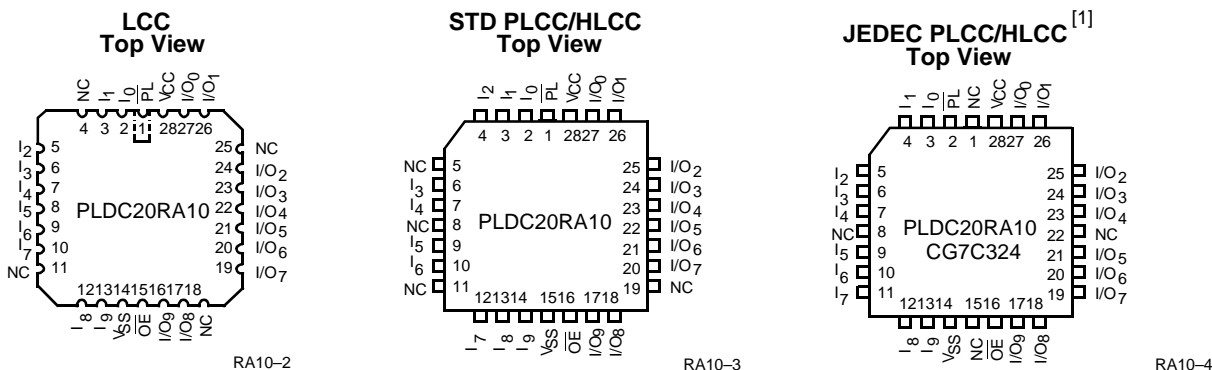 LCC
Top View
NC I1 I0 PL VCC I/O0 I/O1
4 3 2 1 28 27 26
I2 5
I3 6
I4 7
I5 8
I6 9
I7 10
NC 11
PLDC20RA10
25 NC
24 I/O2
23 I/O3
22 I/O4
21 I/O5
20 I/O6
19 I/O7
12 13 14 15 16 17 18
I8 I9 VSS OE I/O9 I/O8 NC
RA10–2
STD PLCC/HLCC
Top View
I2 I1 I0 PL VCC I/O0 I/O1
4 3 2 1 28 27 26
NC 5
I3 6
I4 7
NC 8
I5 9
I6 10
NC 11
PLDC20RA10
25 I/O2
24 I/O3
23 I/O4
22 I/O5
21 I/O6
20 I/O7
19 NC
12 13 14 15 16 17 18
I7 I8 I9 VSS OE I/O9 I/O8
RA10–3
JEDEC PLCC/HLCC [1]
Top View
I1 I0 PL NC VCC I/O0 I/O1
4 3 2 1 28 27 26
I2 5
I3 6
I4 7
NC 8
I5 9
I6 10
I7 11
PLDC20RA10
CG7C324
25 I/O2
24 I/O3
23 I/O4
22 NC
21 I/O5
20 I/O6
19 I/O7
12 13 14 15 16 17 18
I8 I9 VSS NC OE I/O9 I/O8
RA10–4